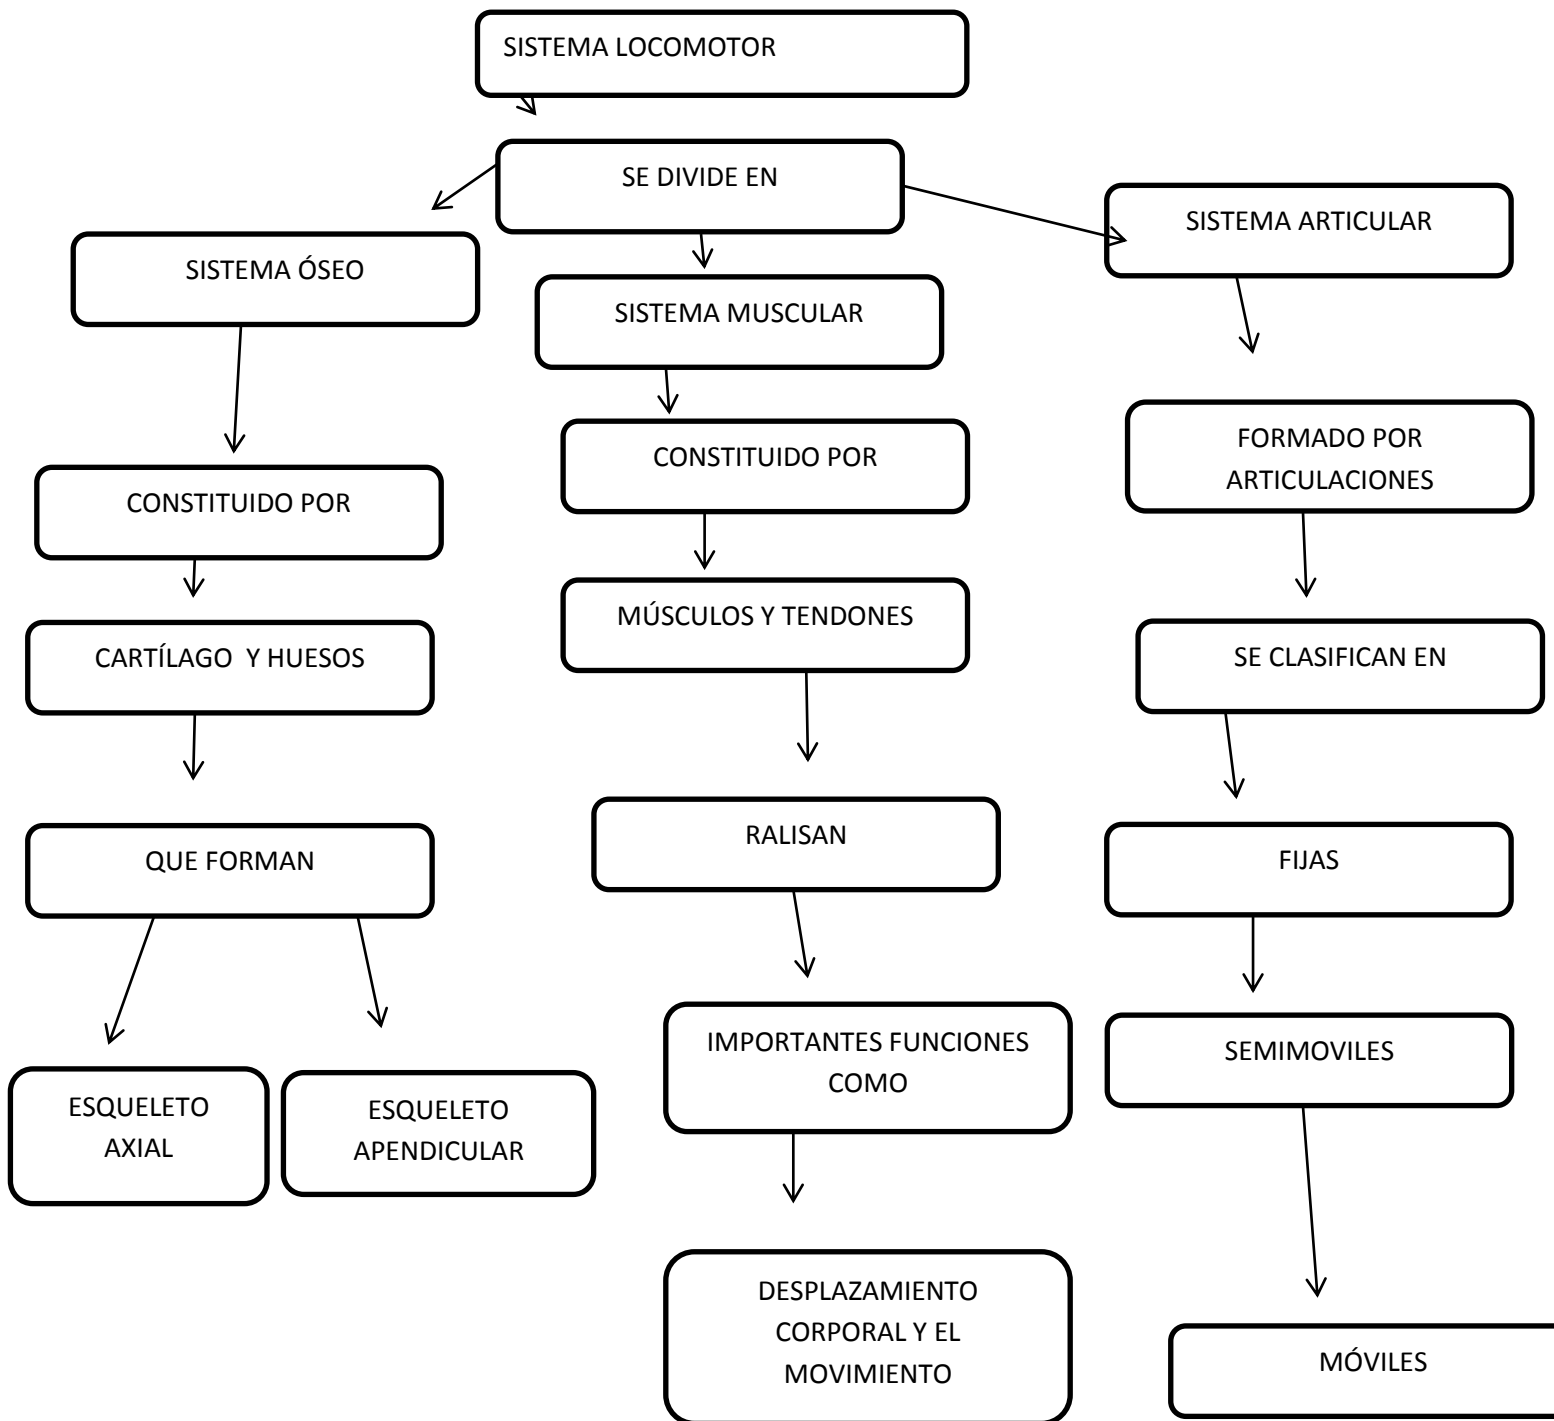 SISTEMA LOCOMOTOR
SE DIVIDE EN
SISTEMA ÓSEO
CONSTITUIDO POR
CARTÍLAGO  Y HUESOS
QUE FORMAN
ESQUELETO
AXIAL
ESQUELETO
APENDICULAR
SISTEMA MUSCULAR
CONSTITUIDO POR
MÚSCULOS Y TENDONES
RALISAN
IMPORTANTES FUNCIONES
COMO
DESPLAZAMIENTO
CORPORAL Y EL
MOVIMIENTO
SISTEMA ARTICULAR
FORMADO POR
ARTICULACIONES
SE CLASIFICAN EN
FIJAS
SEMIMOVILES
MÓVILES